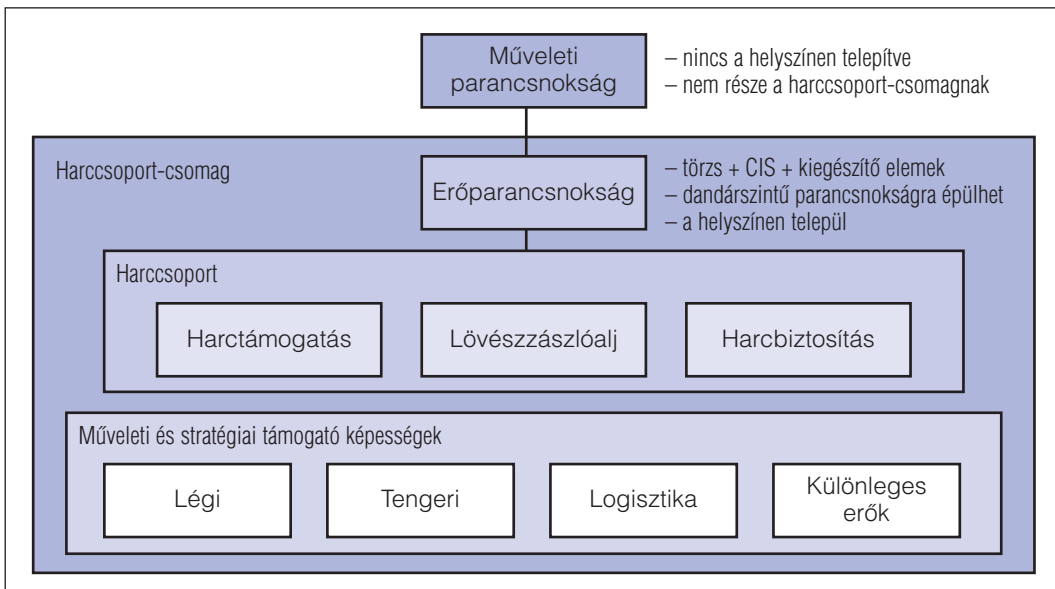 Műveleti
parancsnokság
– nincs a helyszínen telepítve
– nem része a harccsoport-csomagnak
Harccsoport-csomag
Erőparancsnokság
– törzs + CIS + kiegészítő elemek
– dandárszintű parancsnokságra épülhet
– a helyszínen települ
Harccsoport
Harctámogatás
Lövészzászlóalj
Harcbiztosítás
Műveleti és stratégiai támogató képességek
Légi
Tengeri
Logisztika
Különleges
erők